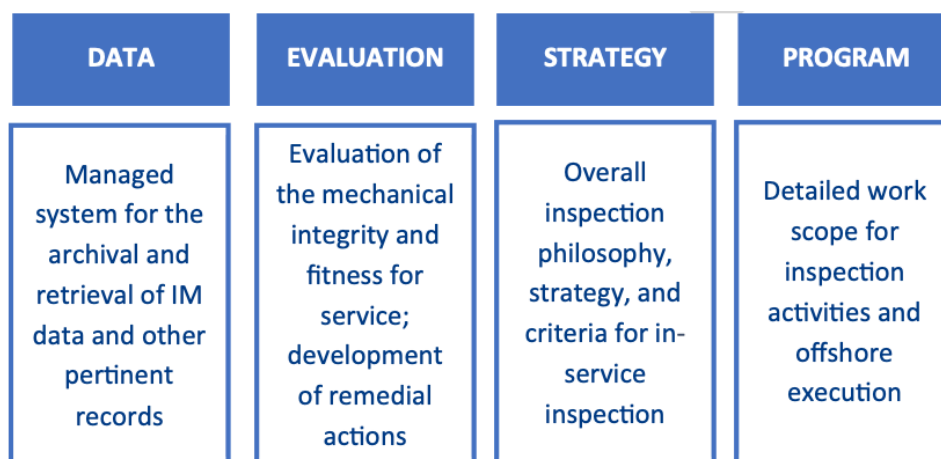 DATA
Managed
system for the
archival and
retrieval of IM
data and other
pertinent
records
EVALUATION
Evaluation of
the mechanical
integrity and
fitness for
service;
development
of remedial
actions
STRATEGY
Overall
inspection
philosophy,
strategy, and
criteria for in-
service
inspection
PROGRAM
Detailed work
scope for
inspection
activities and
offshore
execution